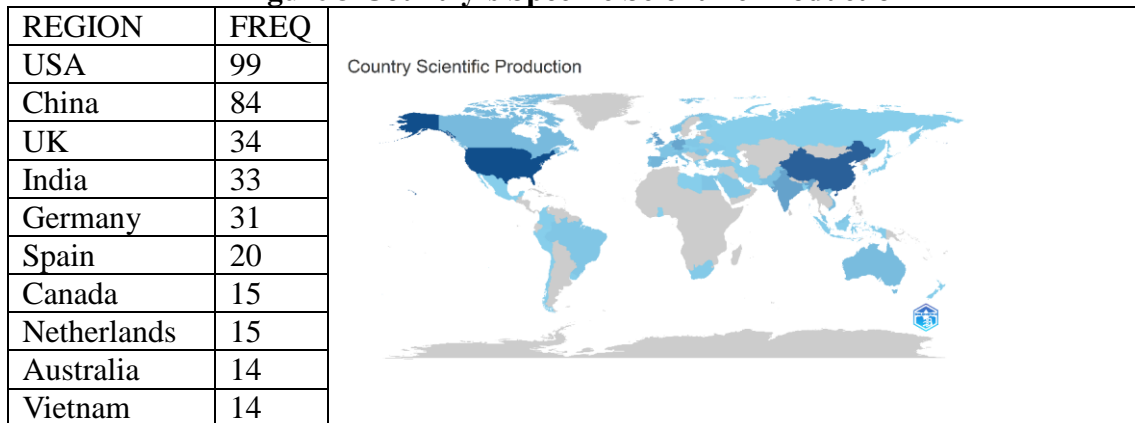 REGION FREQ
USA 99
China 84
UK 34
India 33
Germany 31
Spain 20
Canada 15
Netherlands 15
Australia 14
Vietnam 14
Country Scientific Production